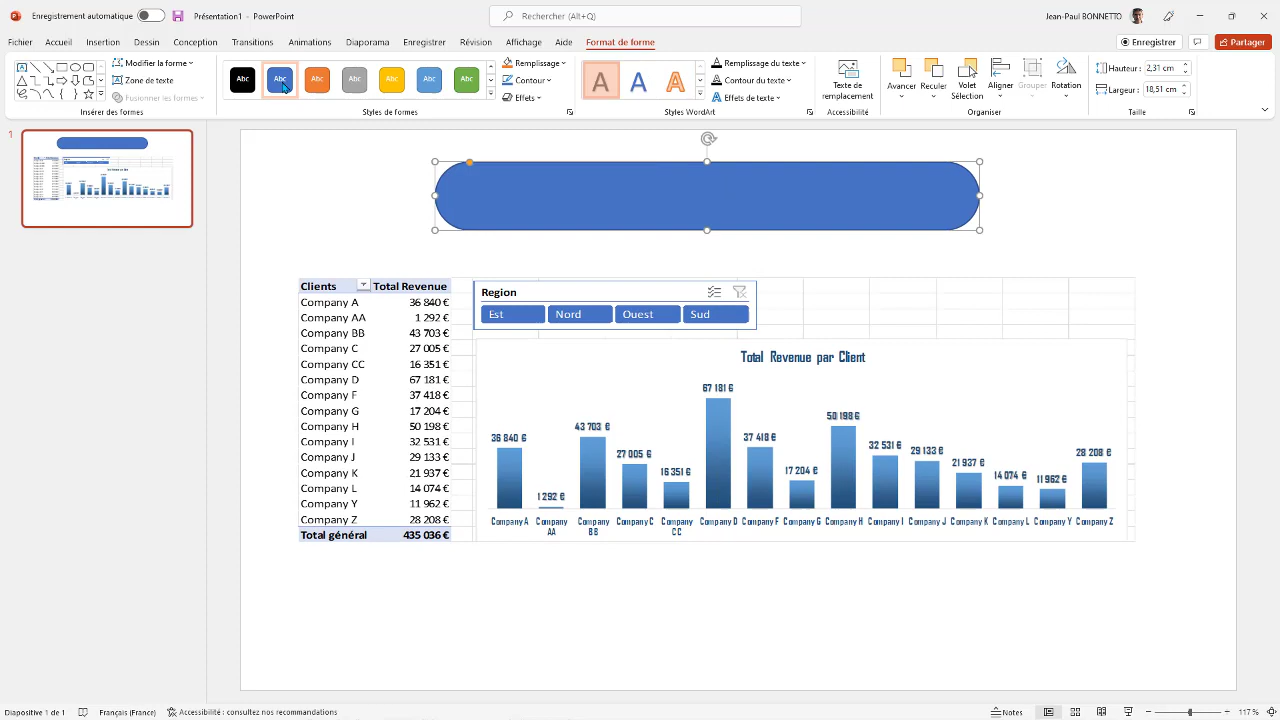 Enregistrement automatique
Présentation1 - PowerPoint
Rechercher (Alt+Q)
Jean-Paul BONNETTO
Fichier Accueil Insertion Dessin Conception Transitions Animations Diaporama Enregistrer Révision Affichage Aide Format de forme
Enregistrer
Partager
Modifier la forme
Zone de texte
Fusionner les formes
Insérer des formes
Abc Abc Abc Abc Abc Abc Abc
Remplissage
Contour
Effets
Styles de formes
A A A
Remplissage du texte
Contour du texte
Effets de texte
Styles WordArt
Texte de
remplacement
Accessibilité
Avancer Reculer Volet Sélection Aligner Grouper Rotation
Organiser
Hauteur : 2,31 cm
Largeur : 18,51 cm
Taille
1
Clients Total Revenue
Company A 36 840 €
Company AA 1 292 €
Company BB 43 703 €
Company C 27 005 €
Company CC 16 351 €
Company D 67 181 €
Company F 37 418 €
Company G 17 204 €
Company H 50 198 €
Company I 32 531 €
Company J 29 133 €
Company K 21 937 €
Company L 14 074 €
Company Y 11 962 €
Company Z 28 208 €
Total général 435 036 €
Region
Est Nord Ouest Sud
Total Revenue par Client
36 840 € 1 292 € 43 703 € 27 005 € 16 351 € 67 181 € 37 418 € 17 204 € 50 198 € 32 531 € 29 133 € 21 937 € 14 074 € 11 962 € 28 208 €
Company A Company AA Company BB Company C Company CC Company D Company F Company G Company H Company I Company J Company K Company L Company Y Company Z
Diapositive 1 de 1
Français (France)
Accessibilité : consultez nos recommandations
Notes
117 %